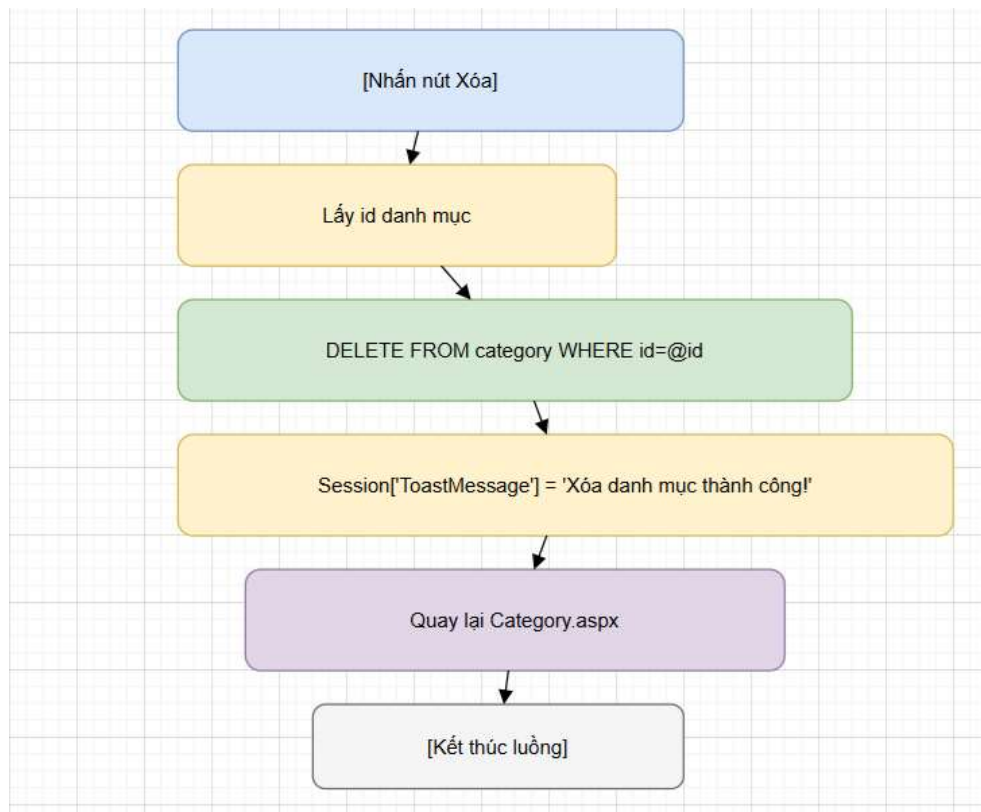 [Nhấn nút Xóa]
Lấy id danh mục
DELETE FROM category WHERE id=@id
Session['ToastMessage'] = 'Xóa danh mục thành công!'
Quay lại Category.aspx
[Kết thúc luồng]